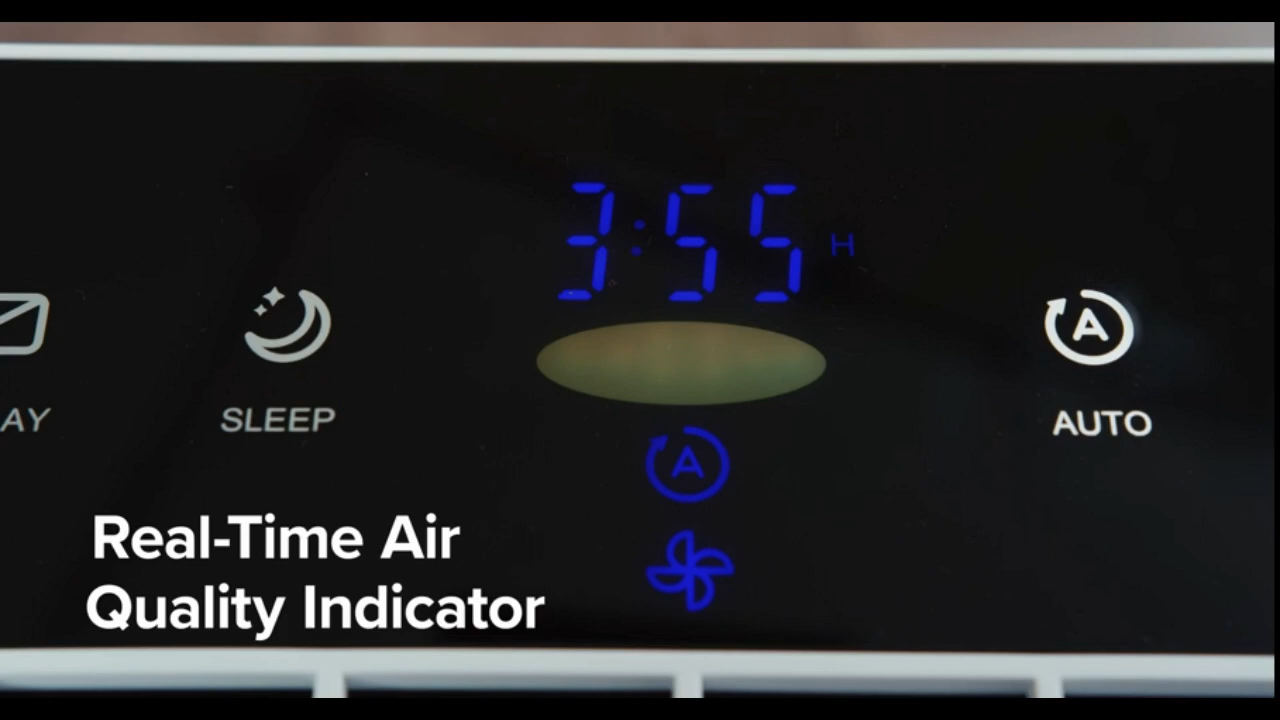 3:55 H
AY
SLEEP
AUTO
Real-Time Air
Quality Indicator